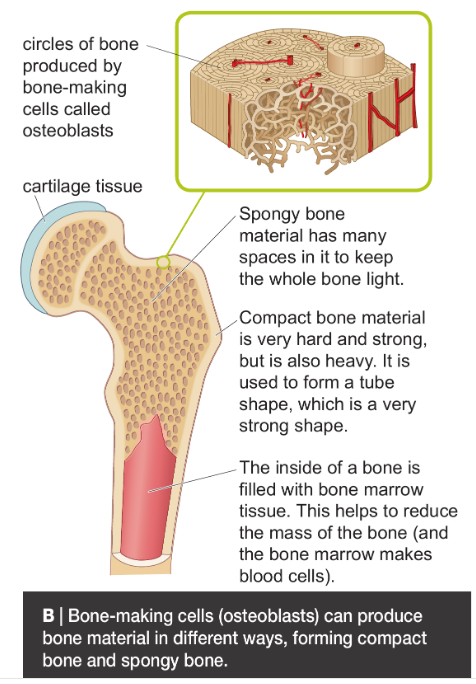 circles of bone
produced by
bone-making
cells called
osteoblasts
cartilage tissue
Spongy bone
material has many
spaces in it to keep
the whole bone light.
Compact bone material
is very hard and strong,
but is also heavy. It is
used to form a tube
shape, which is a very
strong shape.
The inside of a bone is
filled with bone marrow
tissue. This helps to reduce
the mass of the bone (and
the bone marrow makes
blood cells).
B | Bone-making cells (osteoblasts) can produce
bone material in different ways, forming compact
bone and spongy bone.